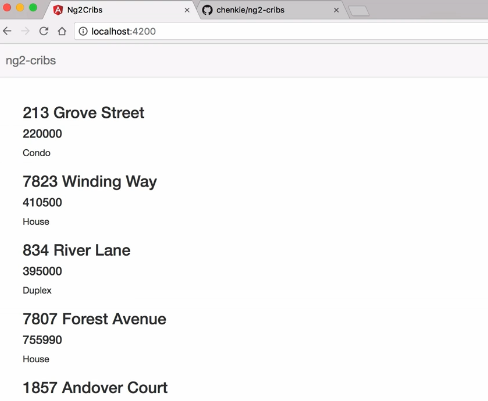 Ng2Cribs
chenkie/ng2-cribs
localhost:4200
ng2-cribs
213 Grove Street
220000
Condo
7823 Winding Way
410500
House
834 River Lane
395000
Duplex
7807 Forest Avenue
755990
House
1857 Andover Court